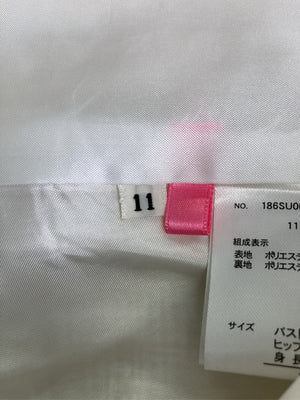 11
NO. 186SU0
11
組成表示
表地 ポリエステ
裏地 ポリエステ
サイズ バス
ヒップ
身 長